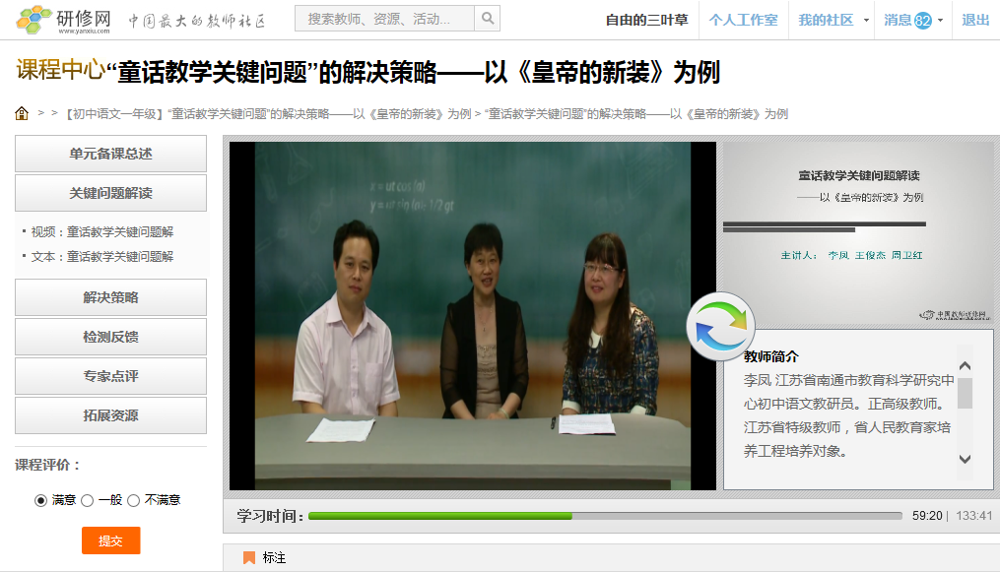 研修网
www.yanxiu.com
中国最大的教师社区
搜索教师、资源、活动...
自由的三叶草
个人工作室
我的社区
消息 82
退出
课程中心“童话教学关键问题”的解决策略——以《皇帝的新装》为例
> > 【初中语文一年级】“童话教学关键问题”的解决策略——以《皇帝的新装》为例 > “童话教学关键问题”的解决策略——以《皇帝的新装》为例
单元备课总述
关键问题解读
视频：童话教学关键问题解
文本：童话教学关键问题解
解决策略
检测反馈
专家点评
拓展资源
课程评价：
满意 一般 不满意
提交
童话教学关键问题解读
——以《皇帝的新装》为例
主讲人： 李凤 王俊杰 周卫红
中国教师研修网
教师简介
李凤 江苏省南通市教育科学研究中
心初中语文教研员。正高级教师。
江苏省特级教师，省人民教育家培
养工程培养对象。
学习时间：
59:20 | 133:41
标注